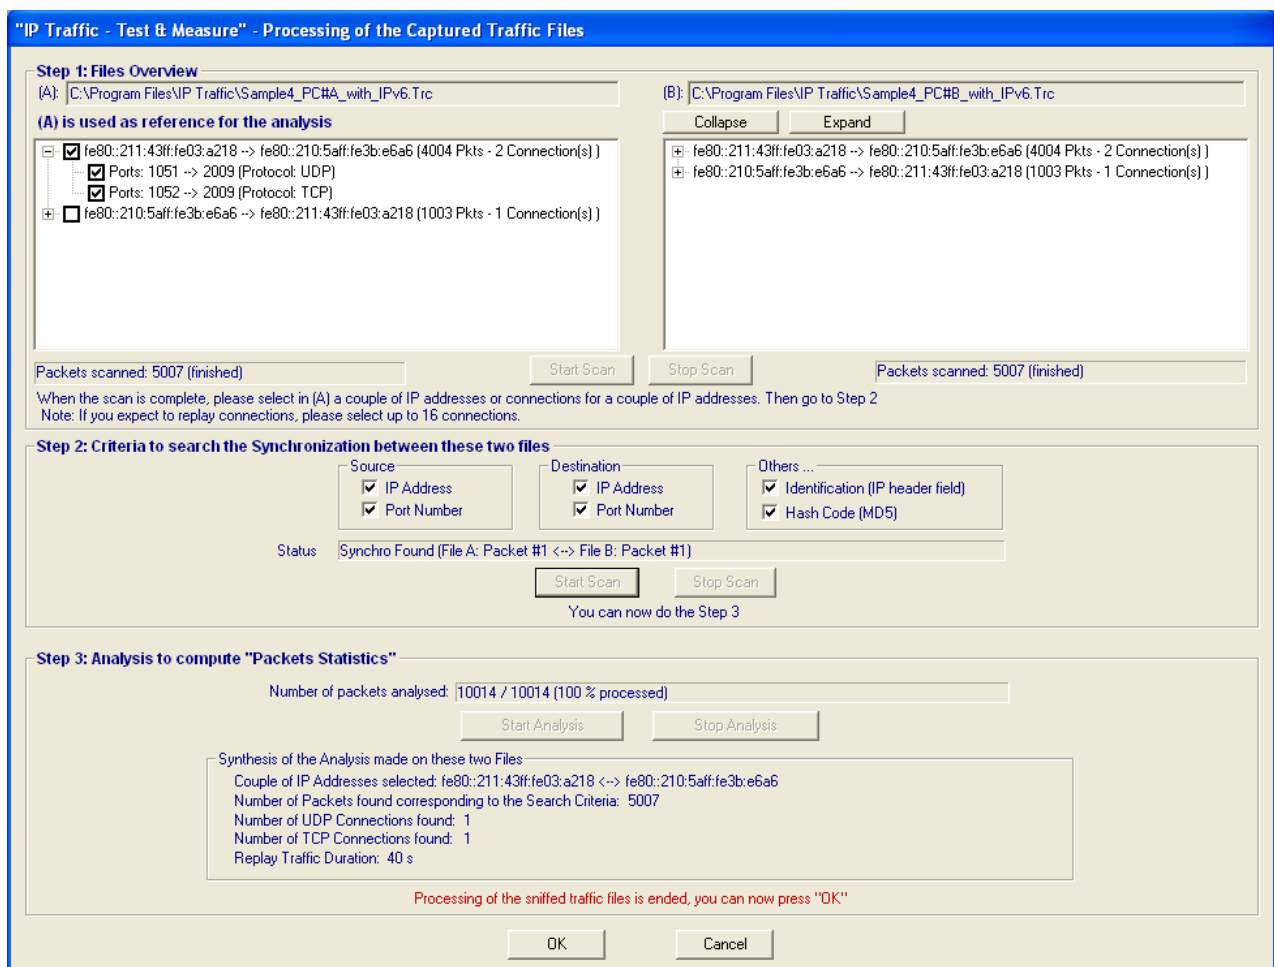 "IP Traffic - Test & Measure" - Processing of the Captured Traffic Files
Step 1: Files Overview
(A): C:\Program Files\IP Traffic\Sample4_PC#A_with_IPv6.Trc
(B): C:\Program Files\IP Traffic\Sample4_PC#B_with_IPv6.Trc
(A) is used as reference for the analysis
Collapse Expand
fe80::211:43ff:fe03:a218 --> fe80::210:5aff:fe3b:e6a6 (4004 Pkts - 2 Connection(s) )
Ports: 1051 --> 2009 (Protocol: UDP)
Ports: 1052 --> 2009 (Protocol: TCP)
fe80::210:5aff:fe3b:e6a6 --> fe80::211:43ff:fe03:a218 (1003 Pkts - 1 Connection(s) )
fe80::211:43ff:fe03:a218 --> fe80::210:5aff:fe3b:e6a6 (4004 Pkts - 2 Connection(s) )
fe80::210:5aff:fe3b:e6a6 --> fe80::211:43ff:fe03:a218 (1003 Pkts - 1 Connection(s) )
Packets scanned: 5007 (finished)
Start Scan Stop Scan
Packets scanned: 5007 (finished)
When the scan is complete, please select in (A) a couple of IP addresses or connections for a couple of IP addresses. Then go to Step 2
Note: If you expect to replay connections, please select up to 16 connections.
Step 2: Criteria to search the Synchronization between these two files
Source
IP Address
Port Number
Destination
IP Address
Port Number
Others ...
Identification (IP header field)
Hash Code (MD5)
Status Synchro Found (File A: Packet #1 <--> File B: Packet #1)
Start Scan Stop Scan
You can now do the Step 3
Step 3: Analysis to compute "Packets Statistics"
Number of packets analysed: 10014 / 10014 (100 % processed)
Start Analysis Stop Analysis
Synthesis of the Analysis made on these two Files
Couple of IP Addresses selected: fe80::211:43ff:fe03:a218 <--> fe80::210:5aff:fe3b:e6a6
Number of Packets found corresponding to the Search Criteria: 5007
Number of UDP Connections found: 1
Number of TCP Connections found: 1
Replay Traffic Duration: 40 s
Processing of the sniffed traffic files is ended, you can now press "OK"
OK Cancel